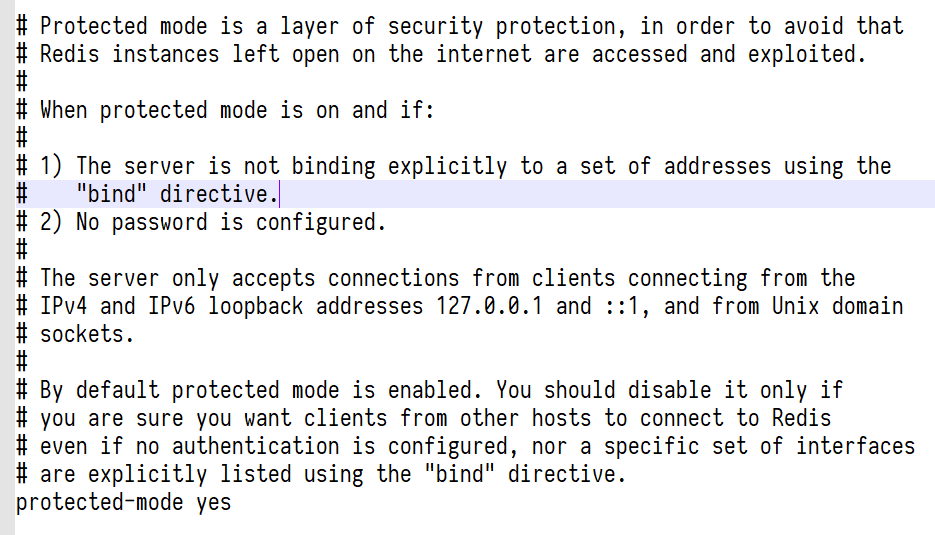 # Protected mode is a layer of security protection, in order to avoid that
# Redis instances left open on the internet are accessed and exploited.
#
# When protected mode is on and if:
#
# 1) The server is not binding explicitly to a set of addresses using the
#    "bind" directive.
# 2) No password is configured.
#
# The server only accepts connections from clients connecting from the
# IPv4 and IPv6 loopback addresses 127.0.0.1 and ::1, and from Unix domain
# sockets.
#
# By default protected mode is enabled. You should disable it only if
# you are sure you want clients from other hosts to connect to Redis
# even if no authentication is configured, nor a specific set of interfaces
# are explicitly listed using the "bind" directive.
protected-mode yes